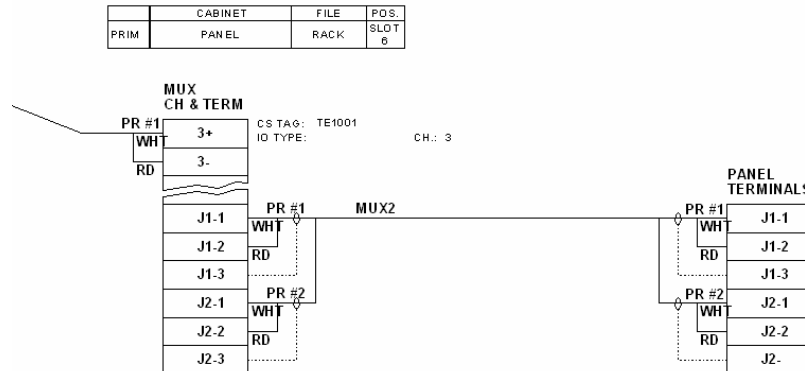 CABINET FILE POS.
PRIM PANEL RACK SLOT 6
MUX
CH & TERM
PR #1 3+ CS TAG: TE1001
WHT IO TYPE: CH.: 3
3-
RD
PANEL
TERMINALS
J1-1 PR #1 MUX2 PR #1 J1-1
WHT WHT
J1-2 RD RD J1-2
J1-3 J1-3
J2-1 PR #2 PR #2 J2-1
WHT WHT
J2-2 RD RD J2-2
J2-3 J2-